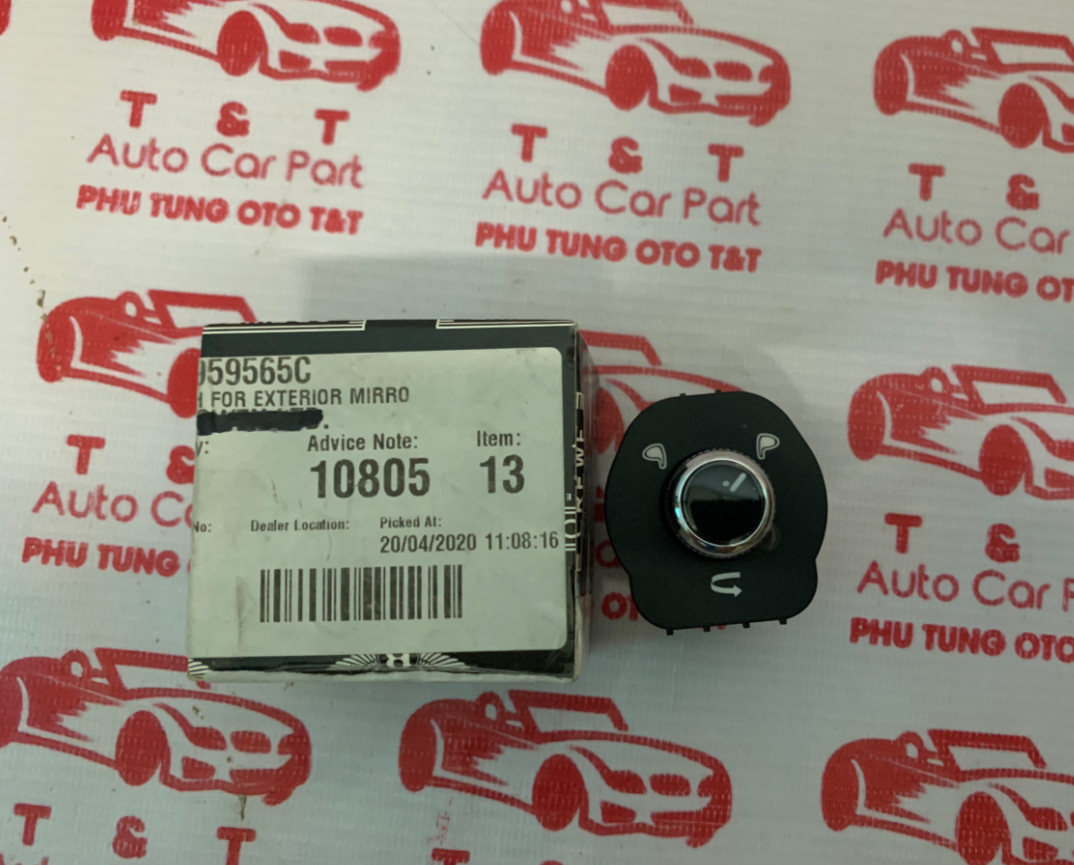 T & T
Auto Car Part
PHU TUNG OTO T&T
T & T
Auto Car Part
PHU TUNG OTO T&T
T &
Auto Car
PHU TUNG OT
959565C
H FOR EXTERIOR MIRRO
y:
Advice Note:
Item:
10805
13
No:
Dealer Location:
Picked At:
20/04/2020 11:08:16
T &
Auto Ca
PHU TUNG
T &
Auto Car P
PHU TUNG OTO
T & T